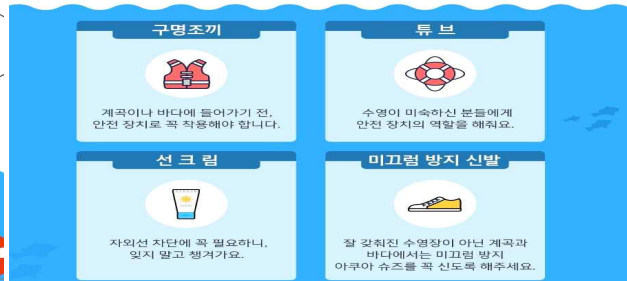 구명조끼
계곡이나 바다에 들어가기 전,
안전 장치로 꼭 착용해야 합니다.
튜 브
수영이 미숙하신 분들에게
안전 장치의 역할을 해줘요.
선 크 림
자외선 차단에 꼭 필요하니,
잊지 말고 챙겨가요.
미끄럼 방지 신발
잘 갖춰진 수영장이 아닌 계곡과
바다에서는 미끄럼 방지
아쿠아 슈즈를 꼭 신도록 해주세요.